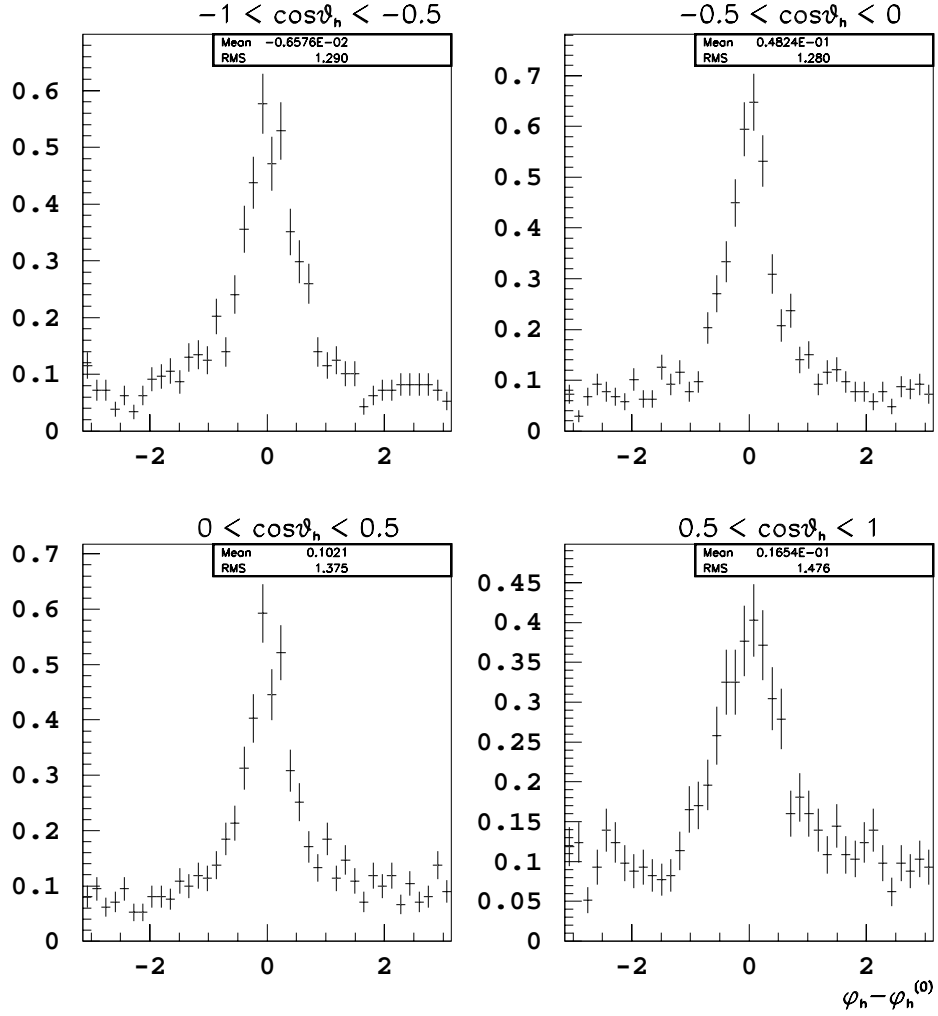 −1 < cosϑₕ < −0.5
Mean −0.6576E−02
RMS 1.290
0.6
0.5
0.4
0.3
0.2
0.1
0
−2 0 2
−0.5 < cosϑₕ < 0
Mean 0.4824E−01
RMS 1.280
0.7
0.6
0.5
0.4
0.3
0.2
0.1
0
−2 0 2
0 < cosϑₕ < 0.5
Mean 0.1021
RMS 1.375
0.7
0.6
0.5
0.4
0.3
0.2
0.1
0
−2 0 2
0.5 < cosϑₕ < 1
Mean 0.1654E−01
RMS 1.476
0.45
0.4
0.35
0.3
0.25
0.2
0.15
0.1
0.05
0
−2 0 2
φₕ−φₕ⁽⁰⁾